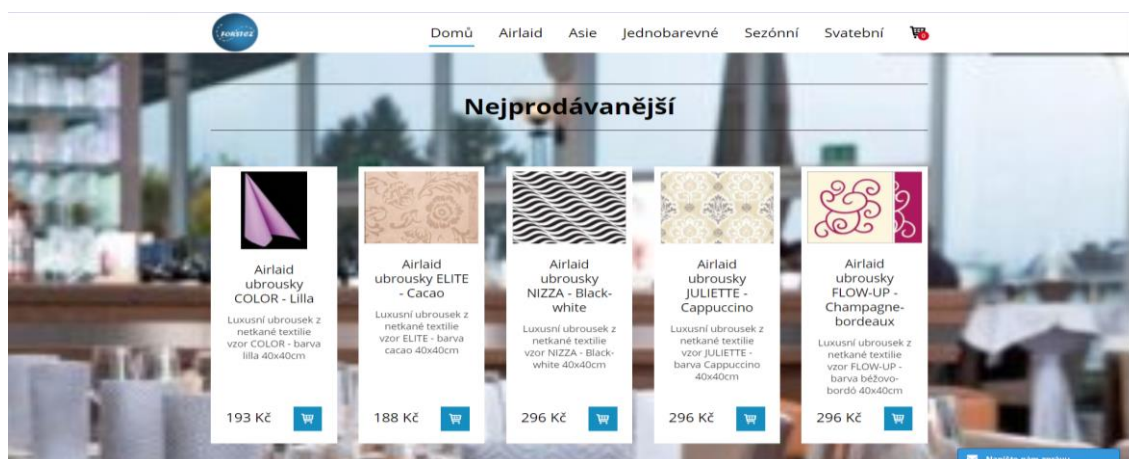 Domů Airlaid Asie Jednobarevné Sezónní Svatební 0
Nejprodávanější
Airlaid
ubrousky
COLOR - Lilla
Luxusní ubrousek z
netkané textilie
vzor COLOR - barva
lilla 40x40cm
193 Kč
Airlaid
ubrousky ELITE
- Cacao
Luxusní ubrousek z
netkané textilie
vzor ELITE - barva
cacao 40x40cm
188 Kč
Airlaid
ubrousky
NIZZA - Black-
white
Luxusní ubrousek z
netkané textilie
vzor NIZZA - Black-
white 40x40cm
296 Kč
Airlaid
ubrousky
JULIETTE -
Cappuccino
Luxusní ubrousek z
netkané textilie
vzor JULIETTE -
barva Cappuccino
40x40cm
296 Kč
Airlaid
ubrousky
FLOW-UP -
Champagne-
bordeaux
Luxusní ubrousek z
netkané textilie
vzor FLOW-UP -
barva béžovo-
bordó 40x40cm
296 Kč